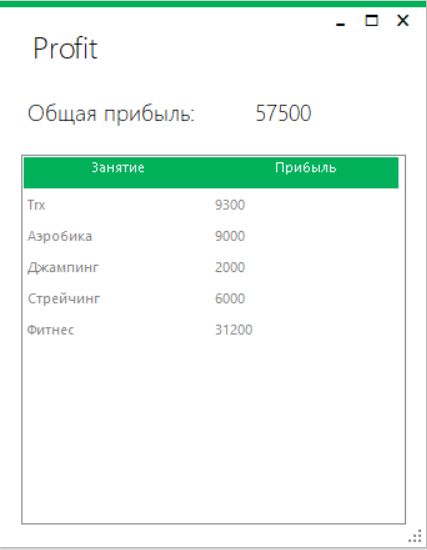 Profit
Общая прибыль: 57500
Занятие Прибыль
Trx 9300
Аэробика 9000
Джампинг 2000
Стрейчинг 6000
Фитнес 31200